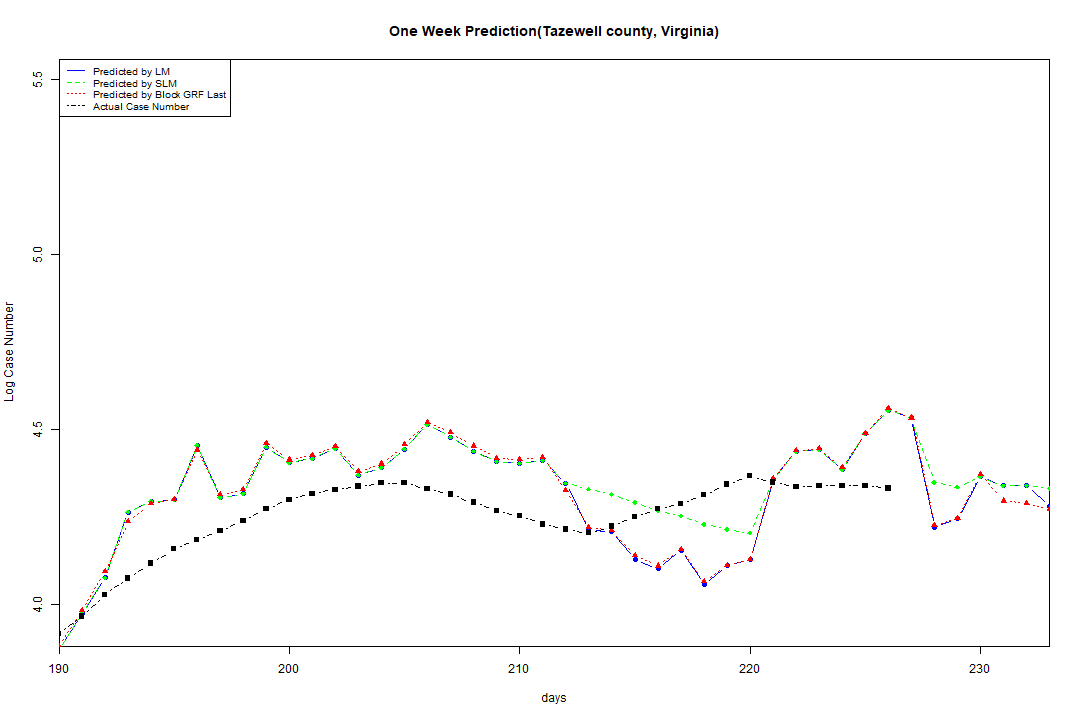 One Week Prediction(Tazewell county, Virginia)
Predicted by LM
Predicted by SLM
Predicted by Block GRF Last
Actual Case Number
5.5
5.0
4.5
4.0
Log Case Number
190 200 210 220 230
days